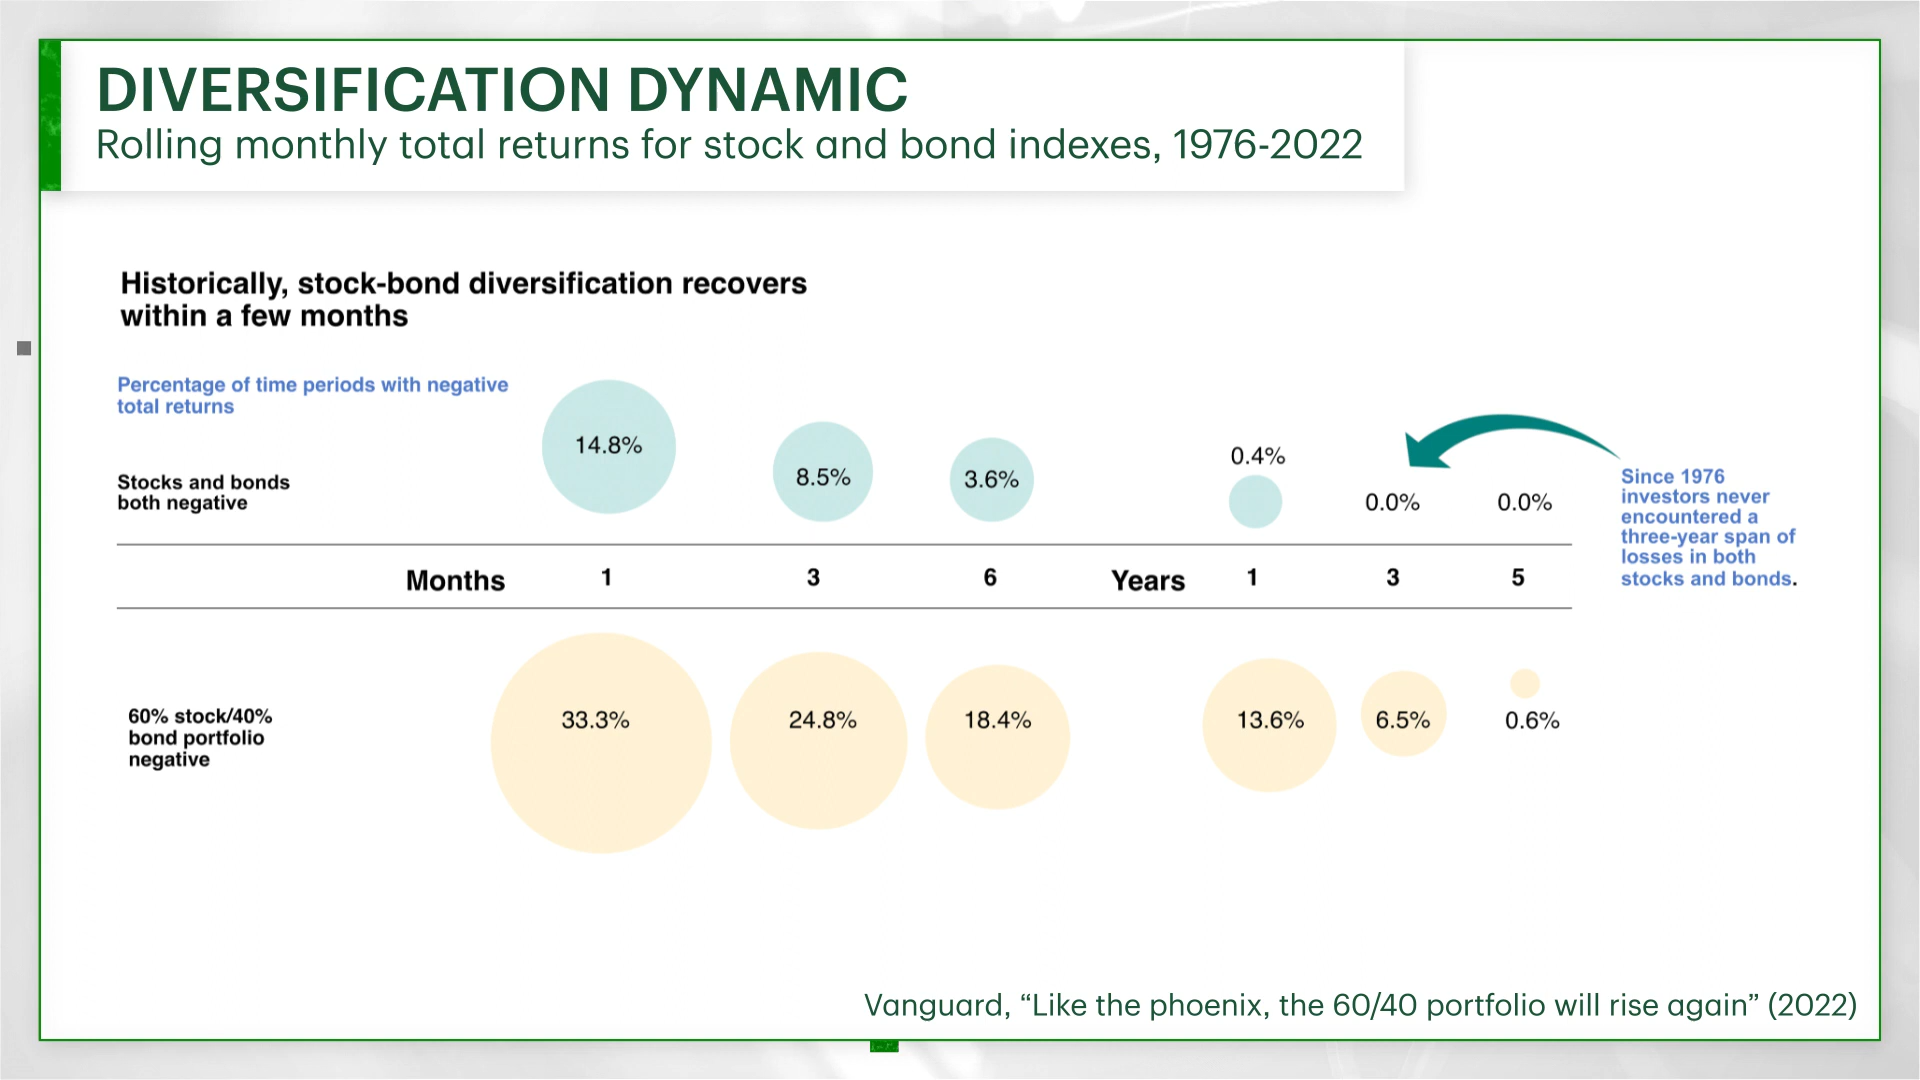 DIVERSIFICATION DYNAMIC
Rolling monthly total returns for stock and bond indexes, 1976-2022
Historically, stock-bond diversification recovers
within a few months
Percentage of time periods with negative
total returns
Stocks and bonds
both negative
14.8%
8.5%
3.6%
0.4%
0.0%
0.0%
Since 1976
investors never
encountered a
three-year span of
losses in both
stocks and bonds.
Months 1 3 6 Years 1 3 5
60% stock/40%
bond portfolio
negative
33.3%
24.8%
18.4%
13.6%
6.5%
0.6%
Vanguard, “Like the phoenix, the 60/40 portfolio will rise again” (2022)